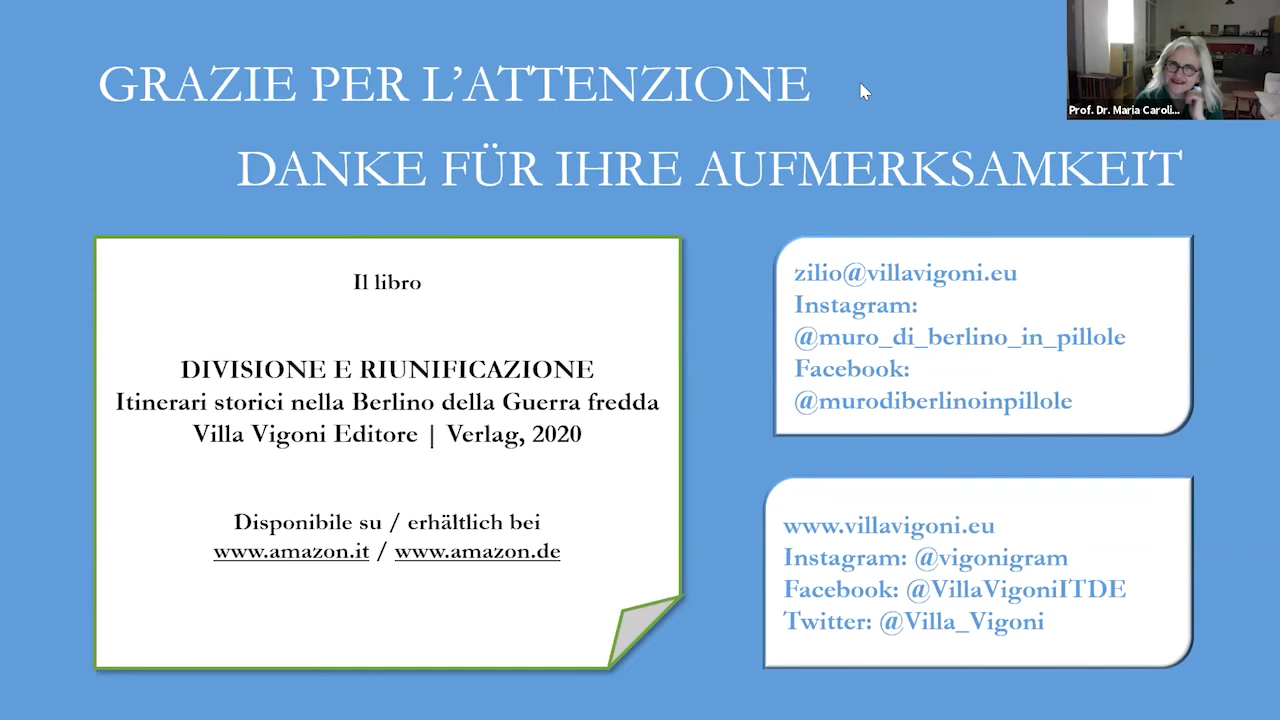 GRAZIE PER L’ATTENZIONE
DANKE FÜR IHRE AUFMERKSAMKEIT
Prof. Dr. Maria Caroli...
Il libro
DIVISIONE E RIUNIFICAZIONE
Itinerari storici nella Berlino della Guerra fredda
Villa Vigoni Editore | Verlag, 2020
Disponibile su / erhältlich bei
www.amazon.it / www.amazon.de
zilio@villavigoni.eu
Instagram:
@muro_di_berlino_in_pillole
Facebook:
@murodiberlinoinpillole
www.villavigoni.eu
Instagram: @vigonigram
Facebook: @VillaVigoniITDE
Twitter: @Villa_Vigoni